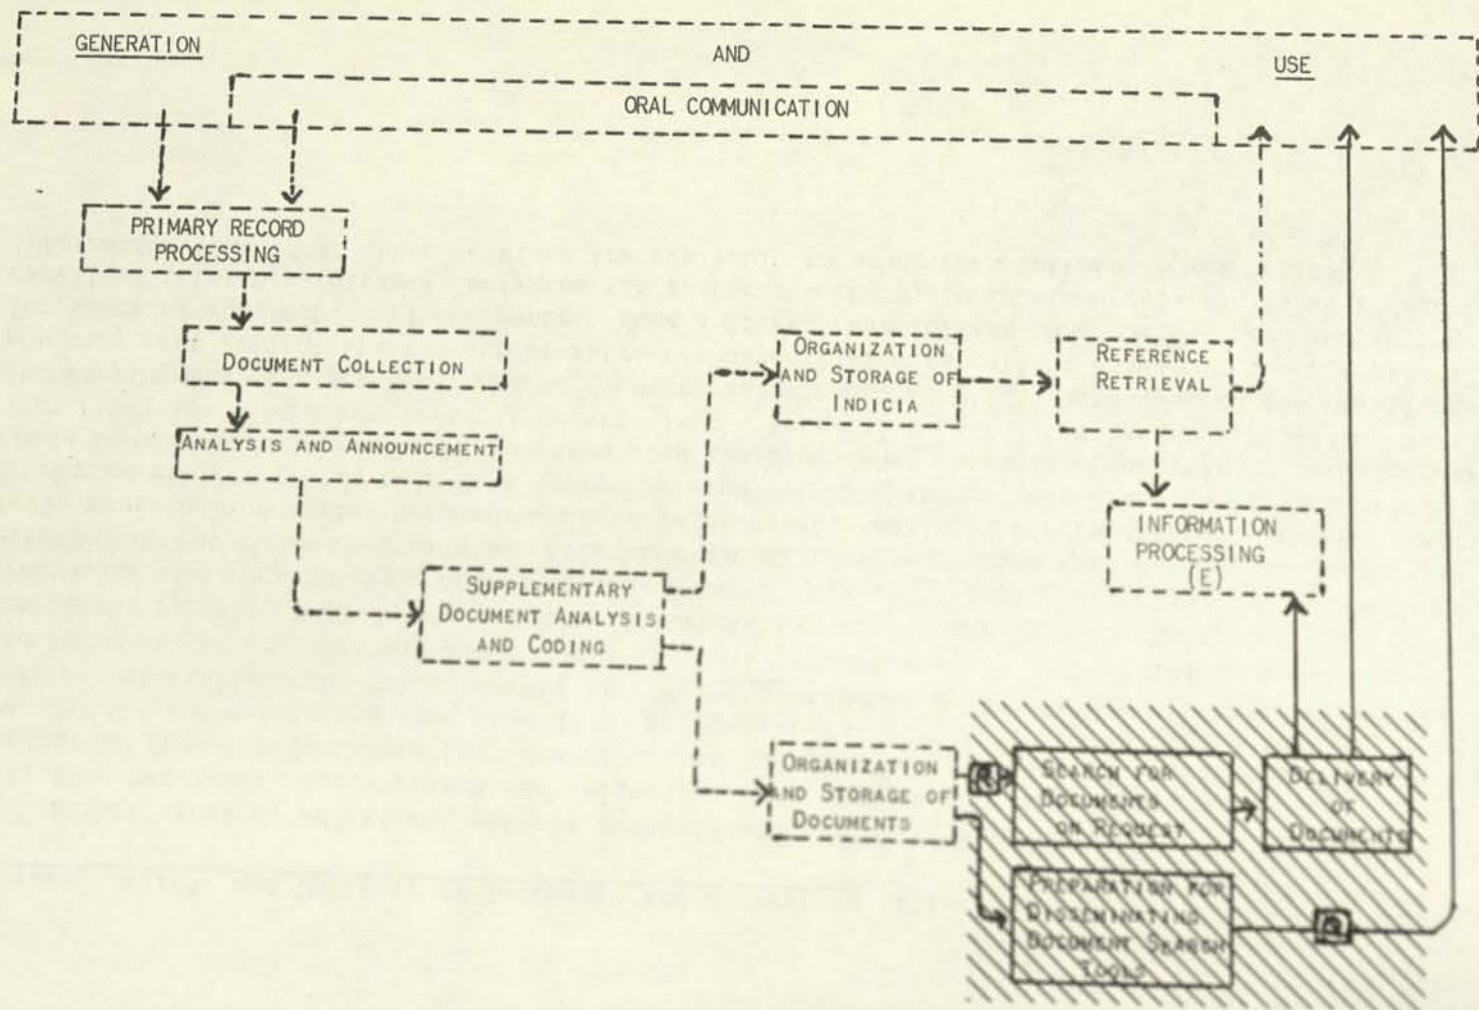 GENERATION AND USE
ORAL COMMUNICATION
PRIMARY RECORD
PROCESSING
DOCUMENT COLLECTION
ANALYSIS AND ANNOUNCEMENT
SUPPLEMENTARY
DOCUMENT ANALYSIS
AND CODING
ORGANIZATION
AND STORAGE OF
INDICIA
REFERENCE
RETRIEVAL
INFORMATION
PROCESSING
(E)
ORGANIZATION
AND STORAGE OF
DOCUMENTS
SEARCH FOR
DOCUMENTS
ON REQUEST
DELIVERY
OF
DOCUMENTS
PREPARATION FOR
DISSEMINATING
DOCUMENT SEARCH
TOOLS